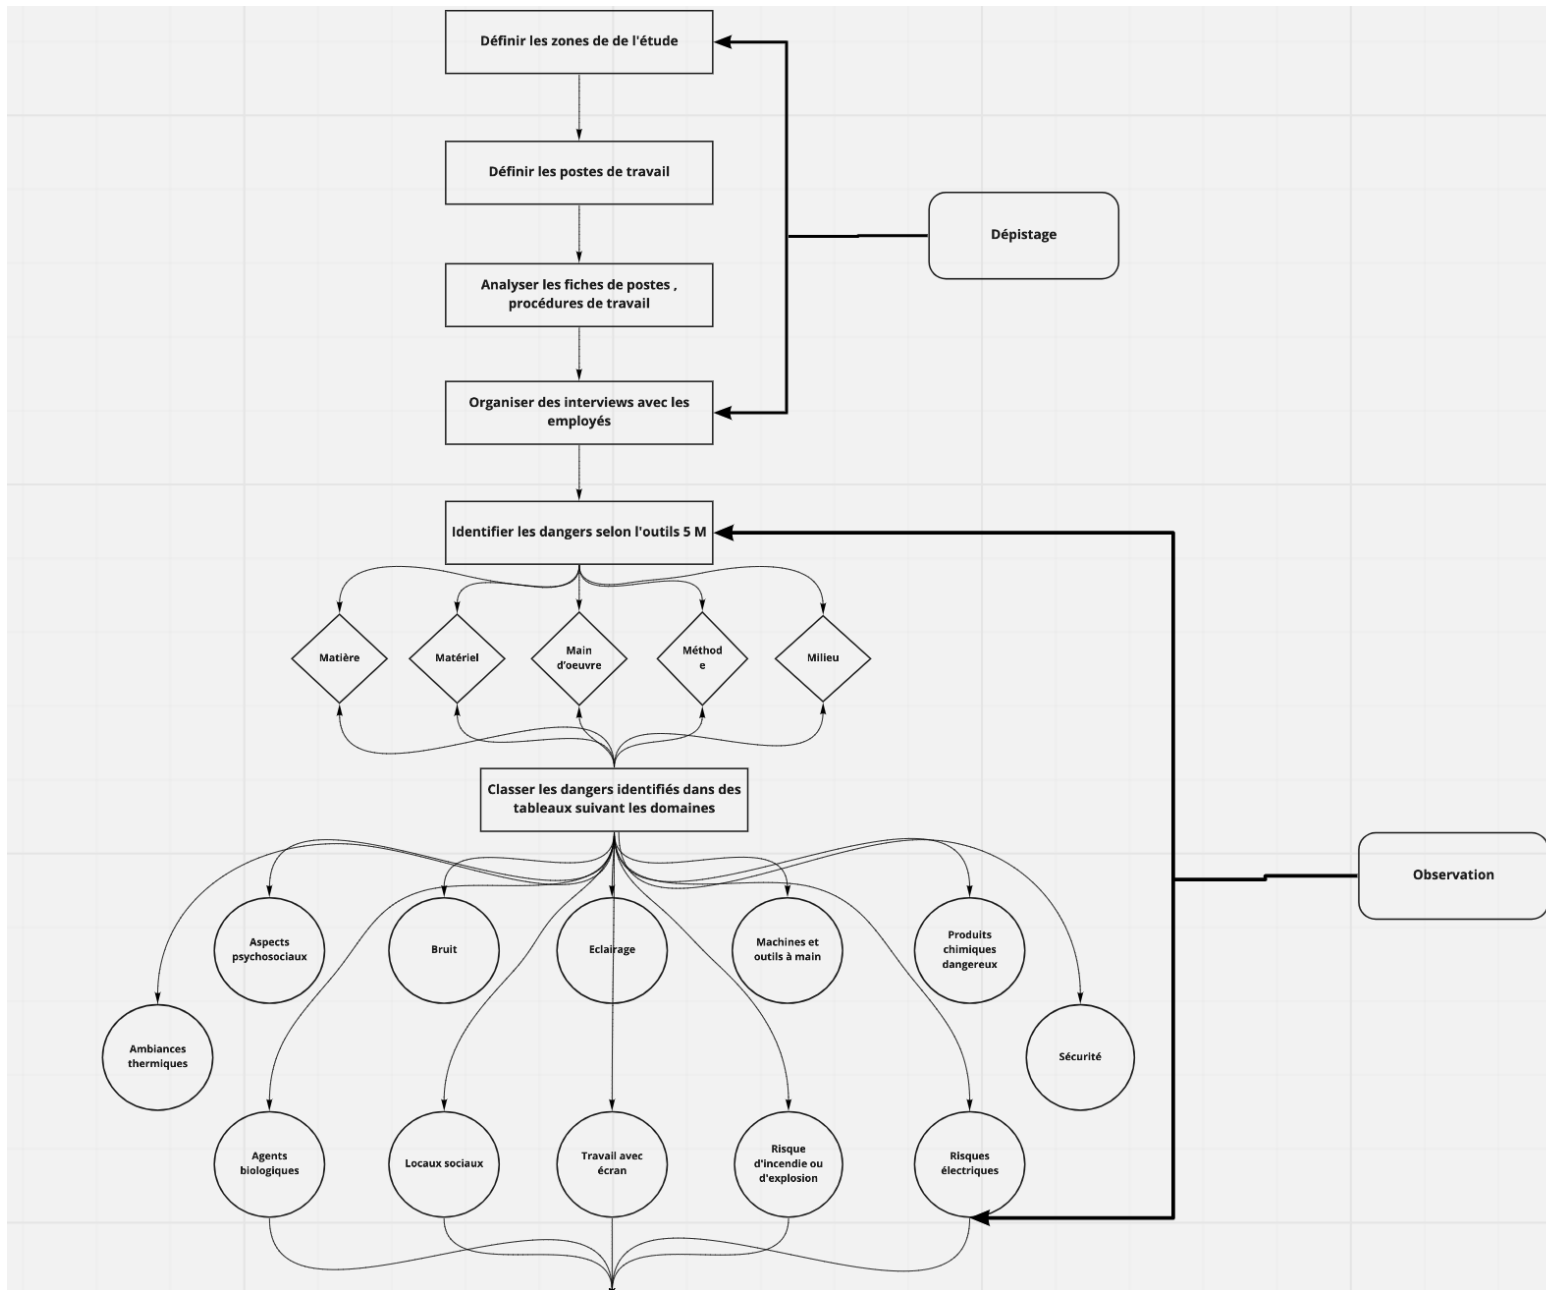 Définir les zones de de l'étude
Définir les postes de travail
Dépistage
Analyser les fiches de postes ,
procédures de travail
Organiser des interviews avec les
employés
Identifier les dangers selon l'outils 5 M
Matière
Matériel
Main
d'oeuvre
Méthod
e
Milieu
Classer les dangers identifiés dans des
tableaux suivant les domaines
Observation
Aspects
psychosociaux
Bruit
Eclairage
Machines et
outils à main
Produits
chimiques
dangereux
Ambiances
thermiques
Sécurité
Agents
biologiques
Locaux sociaux
Travail avec
écran
Risque
d'incendie ou
d'explosion
Risques
électriques